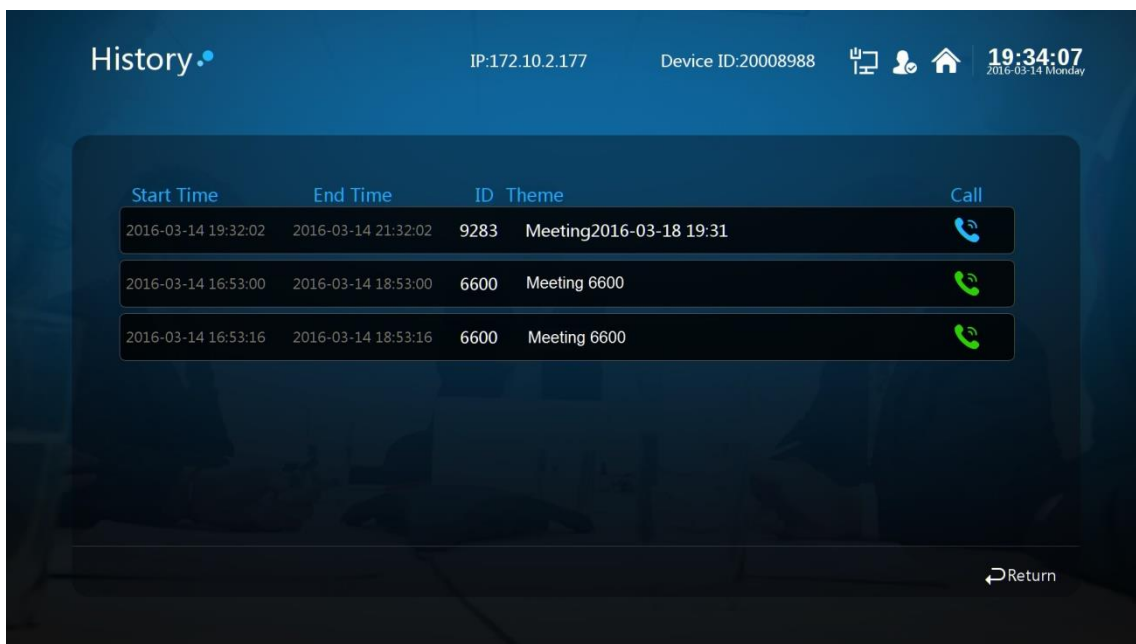 History
IP:172.10.2.177 Device ID:20008988 19:34:07
2016-03-14 Monday
Start Time End Time ID Theme Call
2016-03-14 19:32:02 2016-03-14 21:32:02 9283 Meeting2016-03-18 19:31
2016-03-14 16:53:00 2016-03-14 18:53:00 6600 Meeting 6600
2016-03-14 16:53:16 2016-03-14 18:53:16 6600 Meeting 6600
Return